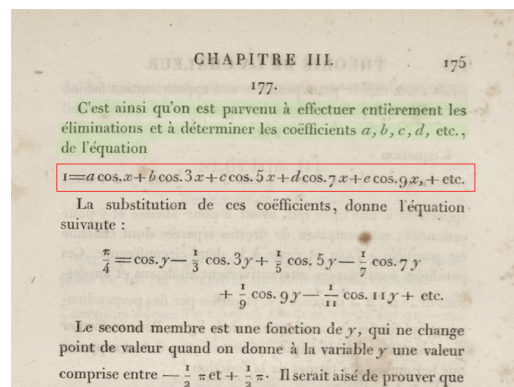 CHAPITRE III. 175
177.
C'est ainsi qu'on est parvenu à effectuer entièrement les
éliminations et à déterminer les coëfficients a, b, c, d, etc.,
de l'équation
1=a cos.x+b cos. 3x+c cos. 5x+d cos. 7x+e cos. 9x, + etc.
La substitution de ces coëfficients, donne l'équation
suivante :
π/4 = cos. y — 1/3 cos. 3y + 1/5 cos. 5y — 1/7 cos. 7y
+ 1/9 cos. 9y — 1/11 cos. 11y + etc.
Le second membre est une fonction de y, qui ne change
point de valeur quand on donne à la variable y une valeur
comprise entre — 1/2 π et + 1/2 π. Il serait aisé de prouver que